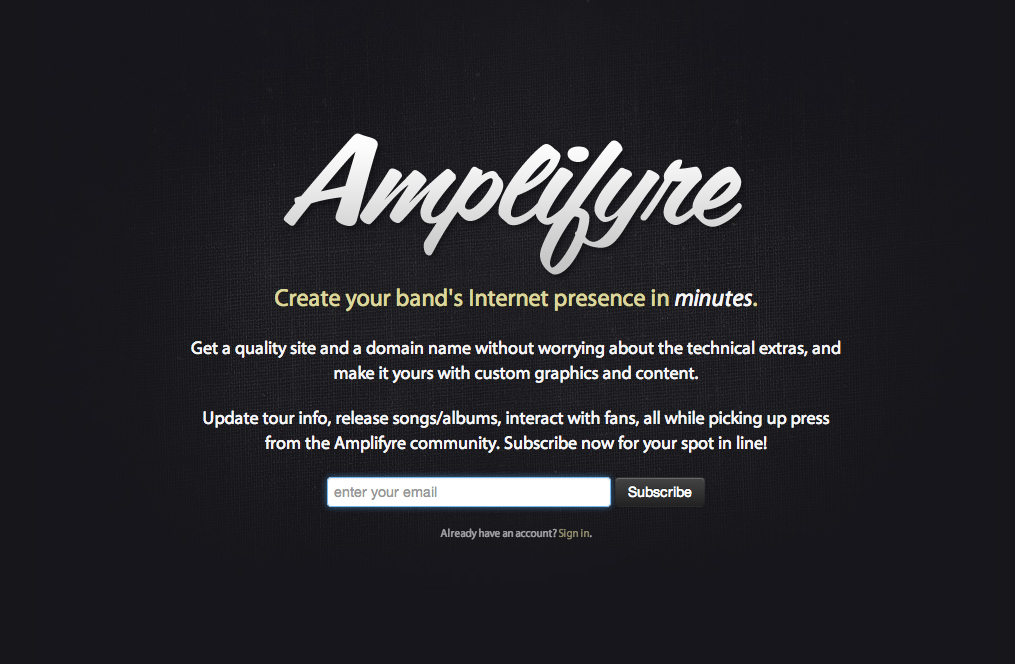 Amplifyre
Create your band's Internet presence in minutes.
Get a quality site and a domain name without worrying about the technical extras, and
make it yours with custom graphics and content.
Update tour info, release songs/albums, interact with fans, all while picking up press
from the Amplifyre community. Subscribe now for your spot in line!
enter your email Subscribe
Already have an account? Sign in.